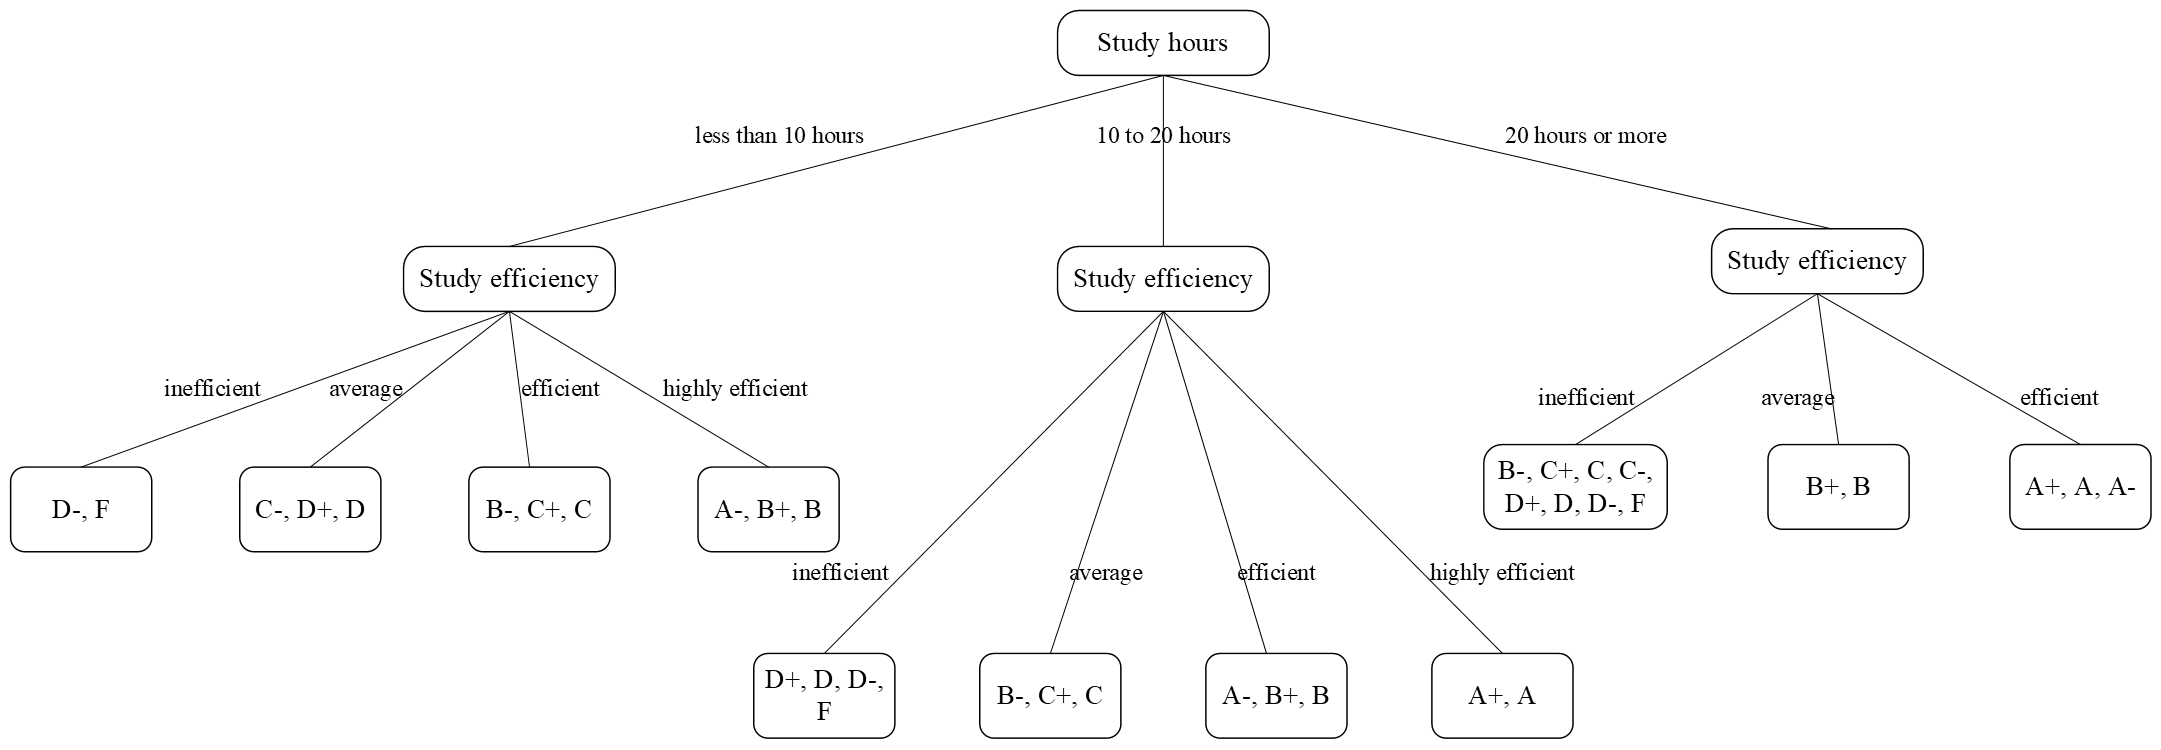 Study hours
less than 10 hours
10 to 20 hours
20 hours or more
Study efficiency
Study efficiency
Study efficiency
inefficient
average
efficient
highly efficient
inefficient
average
efficient
D-, F
C-, D+, D
B-, C+, C
A-, B+, B
B-, C+, C, C-,
D+, D, D-, F
B+, B
A+, A, A-
inefficient
average
efficient
highly efficient
D+, D, D-,
F
B-, C+, C
A-, B+, B
A+, A